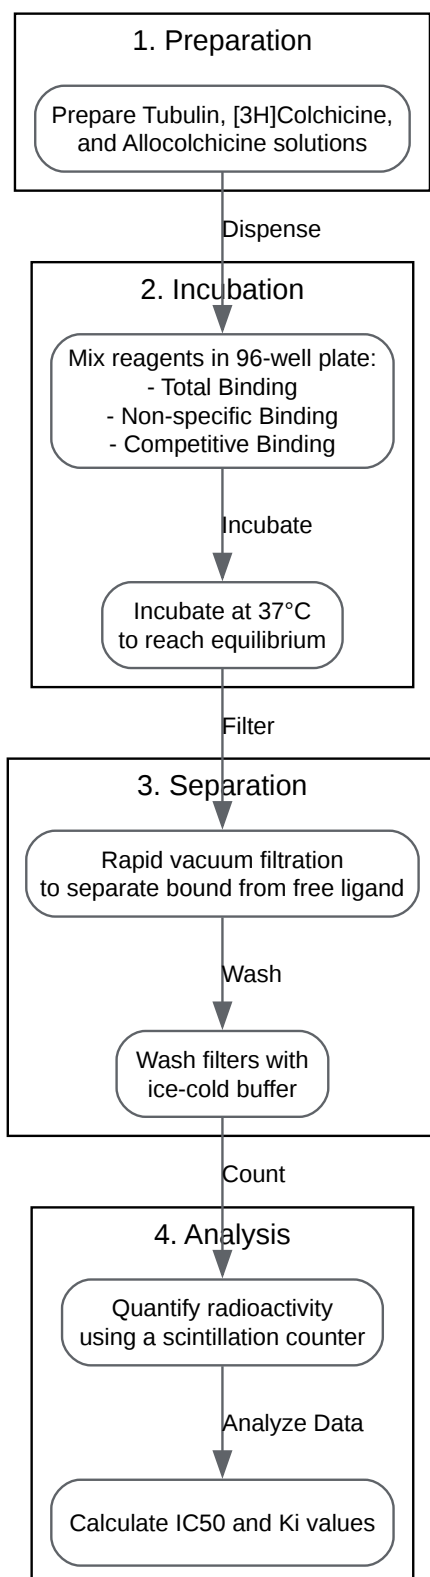 1. Preparation
Prepare Tubulin, [3H]Colchicine,
and Allocolchicine solutions
Dispense
2. Incubation
Mix reagents in 96-well plate:
- Total Binding
- Non-specific Binding
- Competitive Binding
Incubate
Incubate at 37°C
to reach equilibrium
Filter
3. Separation
Rapid vacuum filtration
to separate bound from free ligand
Wash
Wash filters with
ice-cold buffer
Count
4. Analysis
Quantify radioactivity
using a scintillation counter
Analyze Data
Calculate IC50 and Ki values